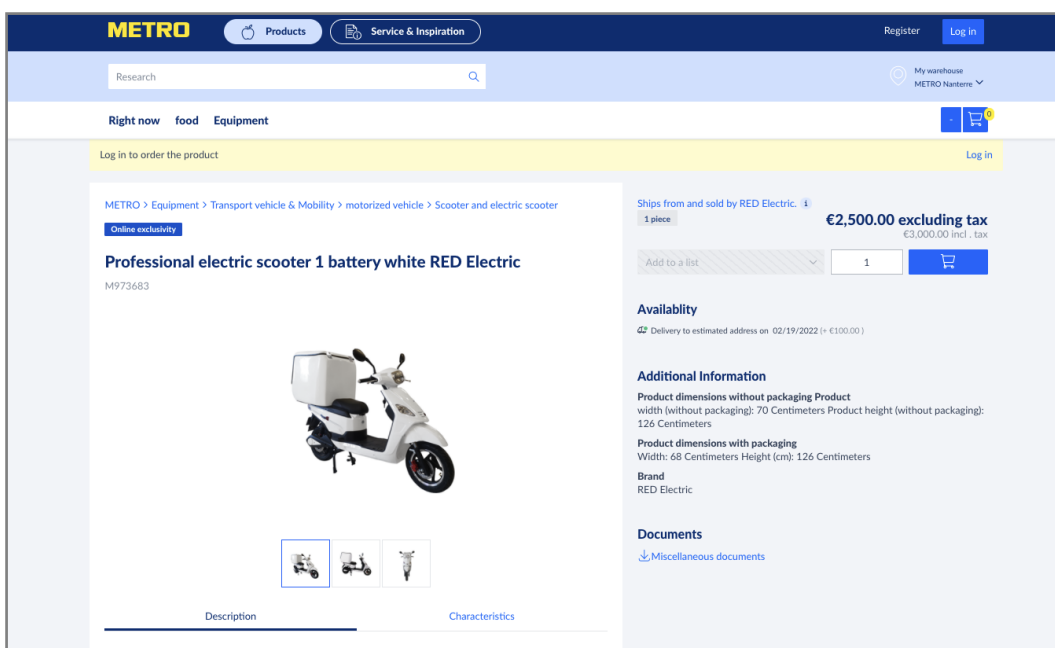 METRO
Products
Service & Inspiration
Register
Log in
Research
My warehouse
METRO Nanterre
Right now food Equipment
-
0
Log in to order the product
Log in
METRO > Equipment > Transport vehicle & Mobility > motorized vehicle > Scooter and electric scooter
Online exclusivity
Professional electric scooter 1 battery white RED Electric
M973683
Description
Characteristics
Ships from and sold by RED Electric. i
1 piece
€2,500.00 excluding tax
€3,000.00 incl . tax
Add to a list
1
Availablity
Delivery to estimated address on 02/19/2022 (+ €100.00 )
Additional Information
Product dimensions without packaging Product
width (without packaging): 70 Centimeters Product height (without packaging):
126 Centimeters
Product dimensions with packaging
Width: 68 Centimeters Height (cm): 126 Centimeters
Brand
RED Electric
Documents
Miscellaneous documents